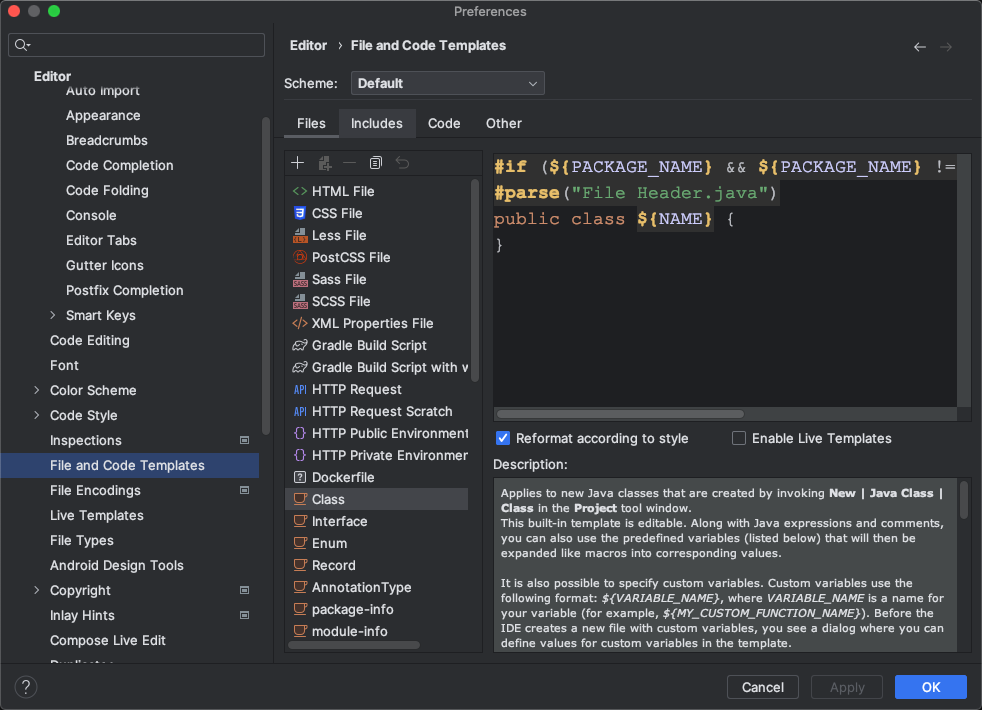 Preferences
Editor › File and Code Templates
Scheme: Default
Files Includes Code Other
Editor
Auto Import
Appearance
Breadcrumbs
Code Completion
Code Folding
Console
Editor Tabs
Gutter Icons
Postfix Completion
Smart Keys
Code Editing
Font
Color Scheme
Code Style
Inspections
File and Code Templates
File Encodings
Live Templates
File Types
Android Design Tools
Copyright
Inlay Hints
Compose Live Edit
HTML File
CSS File
Less File
PostCSS File
Sass File
SCSS File
XML Properties File
Gradle Build Script
Gradle Build Script with w
API HTTP Request
API HTTP Request Scratch
HTTP Public Environment
HTTP Private Environmer
Dockerfile
Class
Interface
Enum
Record
AnnotationType
package-info
module-info
#if (${PACKAGE_NAME} && ${PACKAGE_NAME} !=
#parse("File Header.java")
public class ${NAME} {
}
Reformat according to style
Enable Live Templates
Description:
Applies to new Java classes that are created by invoking New | Java Class |
Class in the Project tool window.
This built-in template is editable. Along with Java expressions and comments,
you can also use the predefined variables (listed below) that will then be
expanded like macros into corresponding values.
It is also possible to specify custom variables. Custom variables use the
following format: ${VARIABLE_NAME}, where VARIABLE_NAME is a name for
your variable (for example, ${MY_CUSTOM_FUNCTION_NAME}). Before the
IDE creates a new file with custom variables, you see a dialog where you can
define values for custom variables in the template.
?
Cancel
Apply
OK